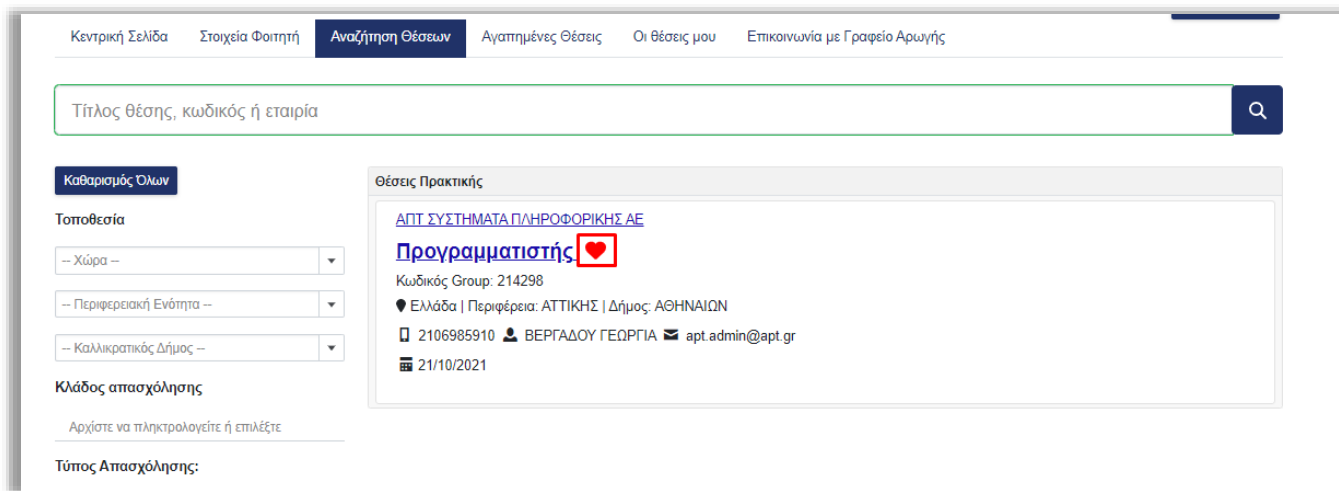 Κεντρική Σελίδα Στοιχεία Φοιτητή Αναζήτηση Θέσεων Αγαπημένες Θέσεις Οι θέσεις μου Επικοινωνία με Γραφείο Αρωγής
Τίτλος θέσης, κωδικός ή εταιρία
Καθαρισμός Όλων
Τοποθεσία
-- Χώρα --
-- Περιφερειακή Ενότητα --
-- Καλλικρατικός Δήμος --
Κλάδος απασχόλησης
Αρχίστε να πληκτρολογείτε ή επιλέξτε
Τύπος Απασχόλησης:
Θέσεις Πρακτικής
ΑΠΤ ΣΥΣΤΗΜΑΤΑ ΠΛΗΡΟΦΟΡΙΚΗΣ ΑΕ
Προγραμματιστής
Κωδικός Group: 214298
Ελλάδα | Περιφέρεια: ΑΤΤΙΚΗΣ | Δήμος: ΑΘΗΝΑΙΩΝ
2106985910 ΒΕΡΓΑΔΟΥ ΓΕΩΡΓΙΑ apt.admin@apt.gr
21/10/2021